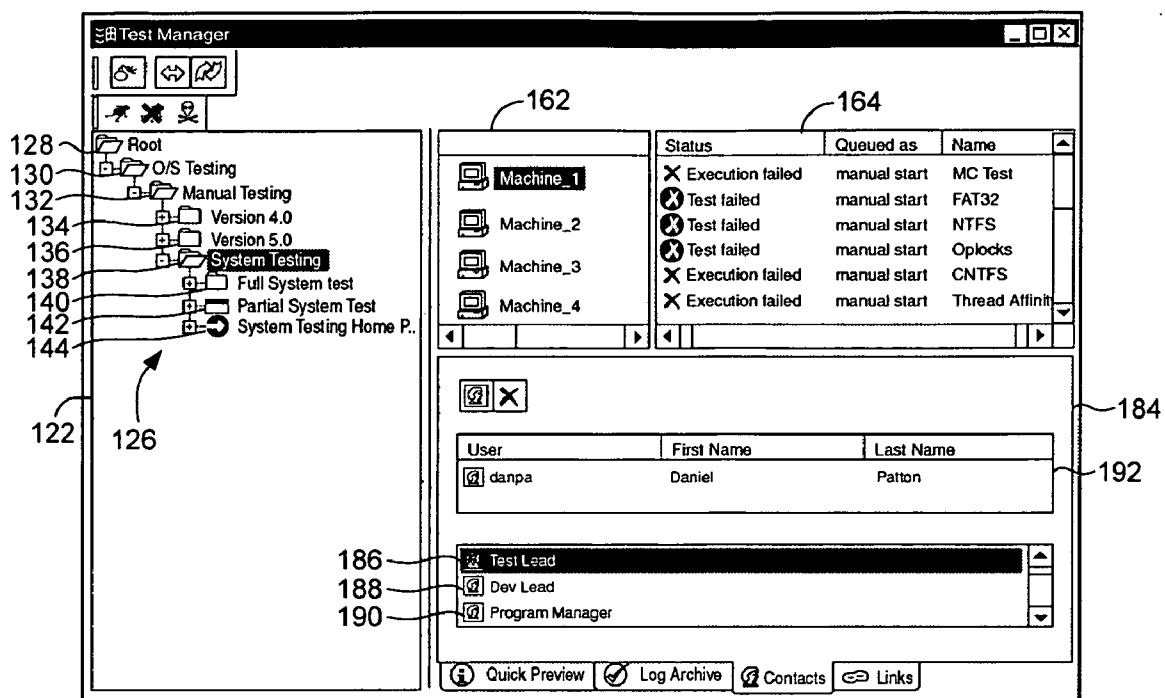 Test Manager
162
164
128
Root
Status Queued as Name
130
O/S Testing
Execution failed manual start MC Test
132
Manual Testing
Machine_1
Test failed manual start FAT32
134
Version 4.0
Machine_2
Test failed manual start NTFS
136
Version 5.0
Test failed manual start Oplocks
138
System Testing
Machine_3
Execution failed manual start CNTFS
140
Full System test
Execution failed manual start Thread Affinit
142
Partial System Test
Machine_4
144
System Testing Home P..
122
126
184
User First Name Last Name
danpa Daniel Patton
192
186
Test Lead
188
Dev Lead
190
Program Manager
Quick Preview Log Archive Contacts Links